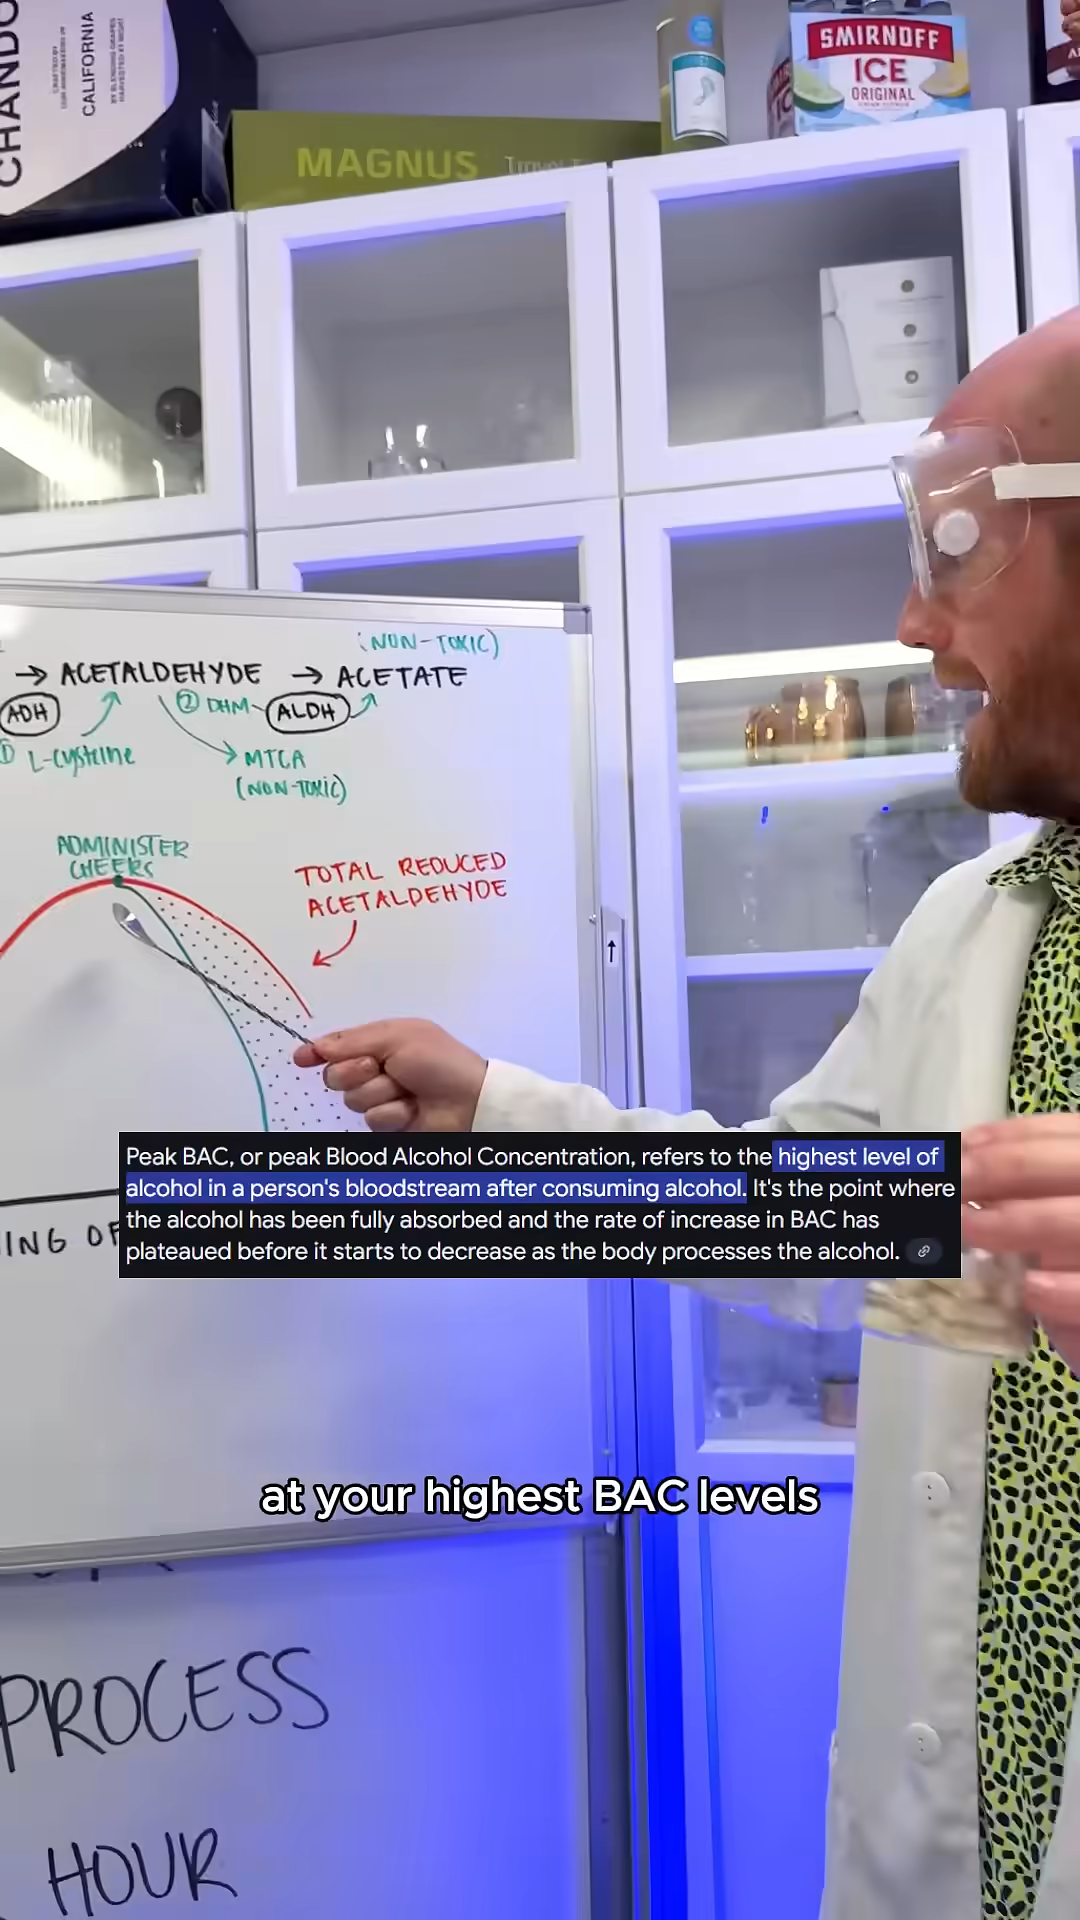 CHANDO
CALIFORNIA
MAGNUS
SMIRNOFF
ICE
ORIGINAL
(NON-TOXIC)
→ ACETALDEHYDE → ACETATE
ADH
② DHM
ALDH
① L-cysteine
MTCA
(NON-TOXIC)
ADMINISTER
CHEERS
TOTAL REDUCED
ACETALDEHYDE
↑
Peak BAC, or peak Blood Alcohol Concentration, refers to the highest level of
alcohol in a person's bloodstream after consuming alcohol. It's the point where
the alcohol has been fully absorbed and the rate of increase in BAC has
plateaued before it starts to decrease as the body processes the alcohol.
ING OF
at your highest BAC levels
PROCESS
HOUR